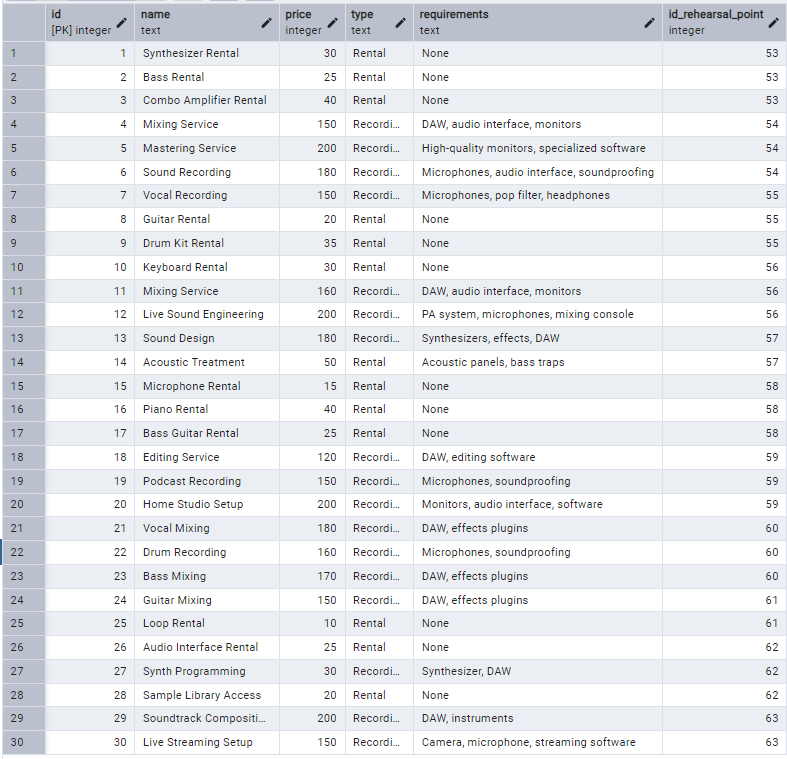 id name price type requirements id_rehearsal_point
[PK] integer text integer text text integer
1 1 Synthesizer Rental 30 Rental None 53
2 2 Bass Rental 25 Rental None 53
3 3 Combo Amplifier Rental 40 Rental None 53
4 4 Mixing Service 150 Recordi... DAW, audio interface, monitors 54
5 5 Mastering Service 200 Recordi... High-quality monitors, specialized software 54
6 6 Sound Recording 180 Recordi... Microphones, audio interface, soundproofing 54
7 7 Vocal Recording 150 Recordi... Microphones, pop filter, headphones 55
8 8 Guitar Rental 20 Rental None 55
9 9 Drum Kit Rental 35 Rental None 55
10 10 Keyboard Rental 30 Rental None 56
11 11 Mixing Service 160 Recordi... DAW, audio interface, monitors 56
12 12 Live Sound Engineering 200 Recordi... PA system, microphones, mixing console 56
13 13 Sound Design 180 Recordi... Synthesizers, effects, DAW 57
14 14 Acoustic Treatment 50 Rental Acoustic panels, bass traps 57
15 15 Microphone Rental 15 Rental None 58
16 16 Piano Rental 40 Rental None 58
17 17 Bass Guitar Rental 25 Rental None 58
18 18 Editing Service 120 Recordi... DAW, editing software 59
19 19 Podcast Recording 150 Recordi... Microphones, soundproofing 59
20 20 Home Studio Setup 200 Recordi... Monitors, audio interface, software 59
21 21 Vocal Mixing 180 Recordi... DAW, effects plugins 60
22 22 Drum Recording 160 Recordi... Microphones, soundproofing 60
23 23 Bass Mixing 170 Recordi... DAW, effects plugins 60
24 24 Guitar Mixing 150 Recordi... DAW, effects plugins 61
25 25 Loop Rental 10 Rental None 61
26 26 Audio Interface Rental 25 Rental None 62
27 27 Synth Programming 30 Recordi... Synthesizer, DAW 62
28 28 Sample Library Access 20 Rental None 62
29 29 Soundtrack Compositi... 200 Recordi... DAW, instruments 63
30 30 Live Streaming Setup 150 Recordi... Camera, microphone, streaming software 63